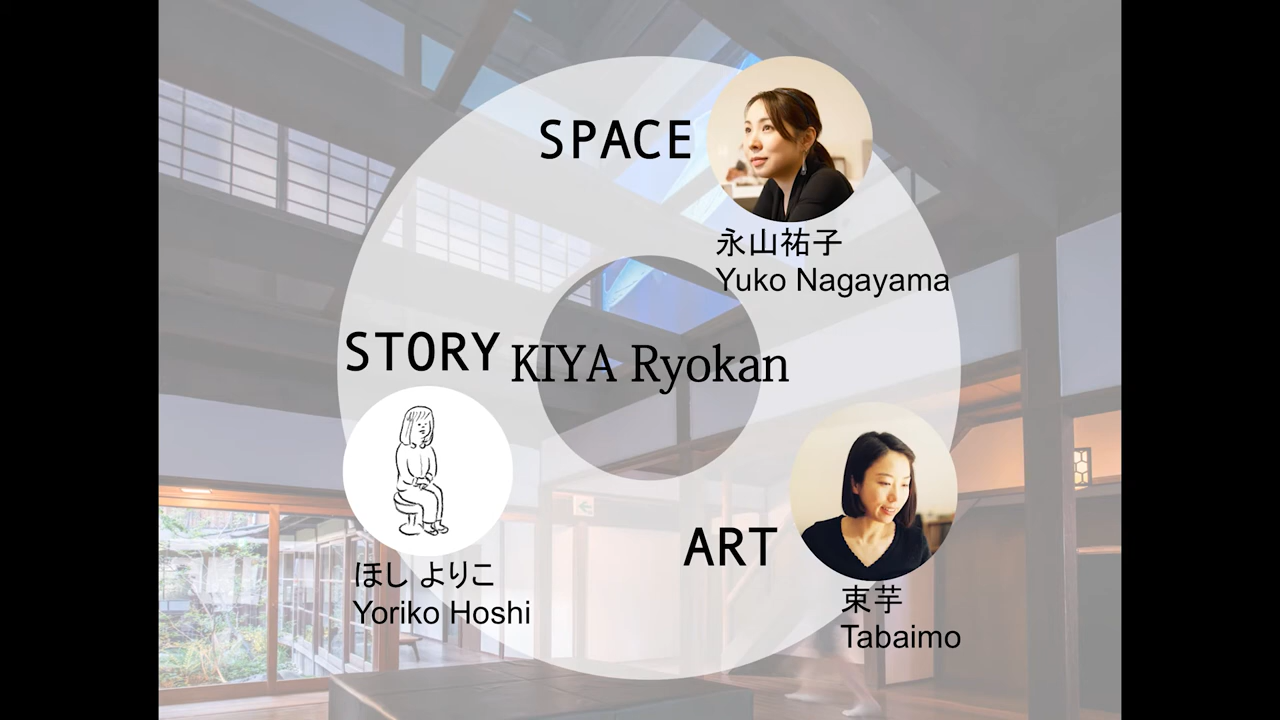 SPACE
永山祐子
Yuko Nagayama
STORY
KIYA Ryokan
ほし よりこ
Yoriko Hoshi
ART
束芋
Tabaimo